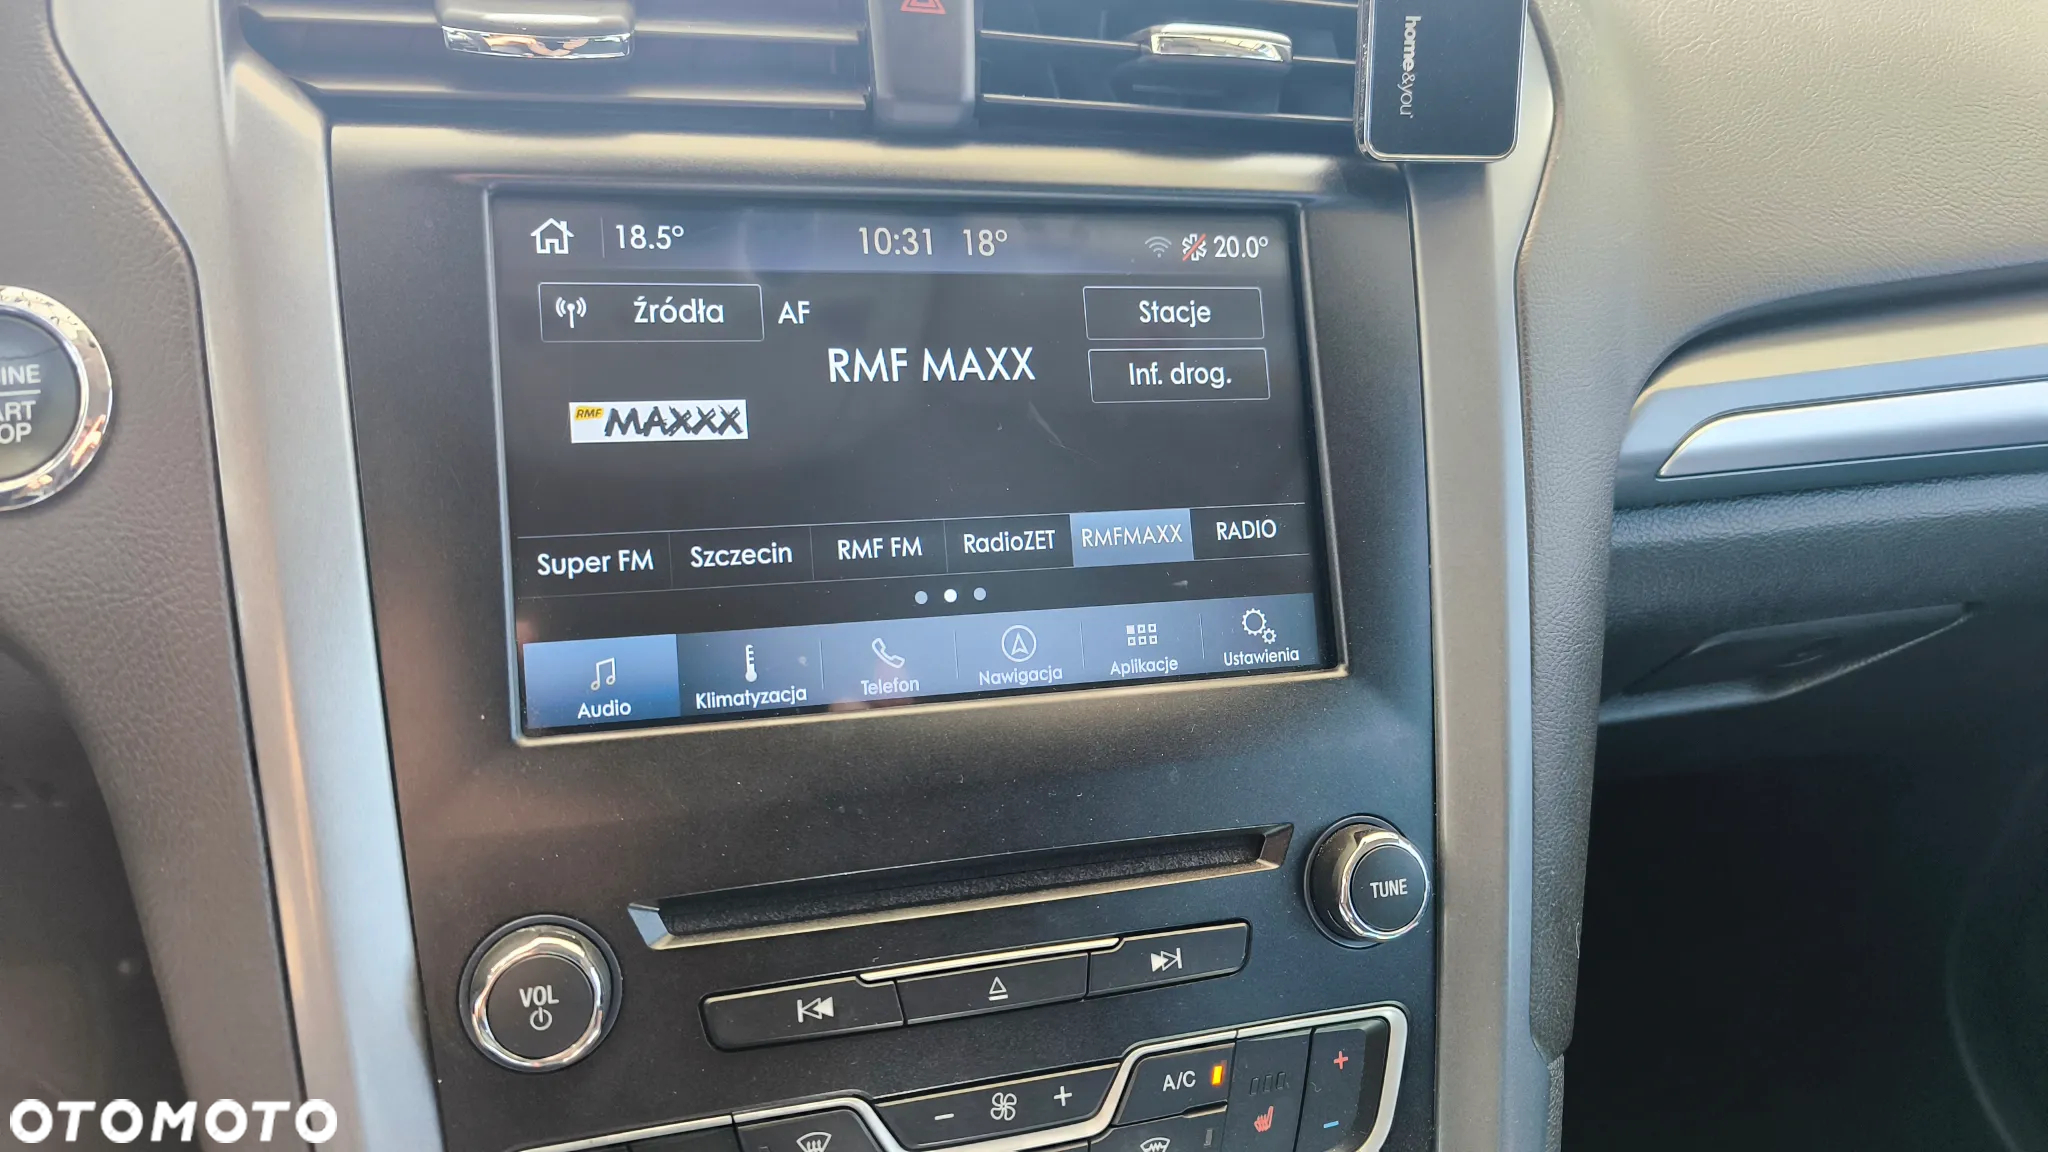 home&you
18.5°
10:31 18°
20.0°
Źródła
AF
Stacje
RMF MAXX
Inf. drog.
RMF MAXXX
Super FM
Szczecin
RMF FM
RadioZET
RMFMAXX
RADIO
Audio
Klimatyzacja
Telefon
Nawigacja
Aplikacje
Ustawienia
TUNE
VOL
A/C
OTOMOTO